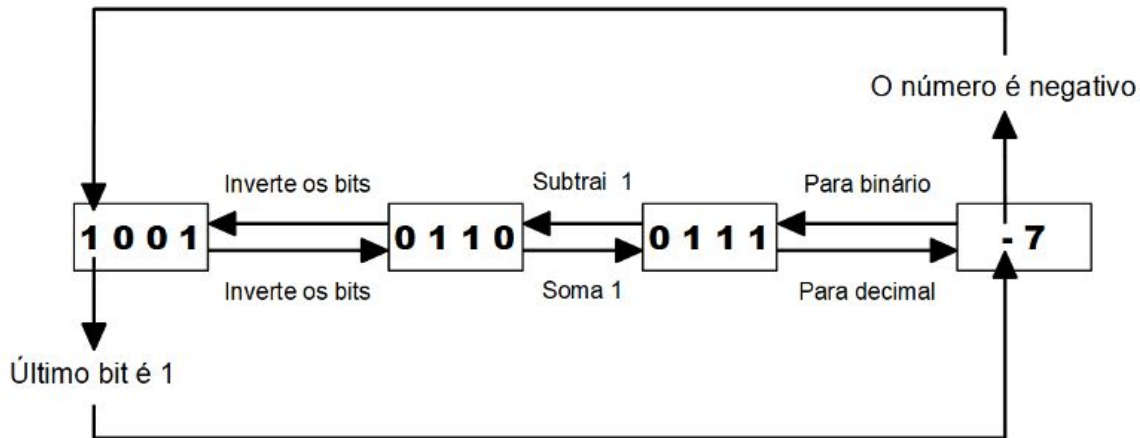 O número é negativo
Inverte os bits
Subtrai 1
Para binário
1 0 0 1
0 1 1 0
0 1 1 1
- 7
Inverte os bits
Soma 1
Para decimal
Último bit é 1